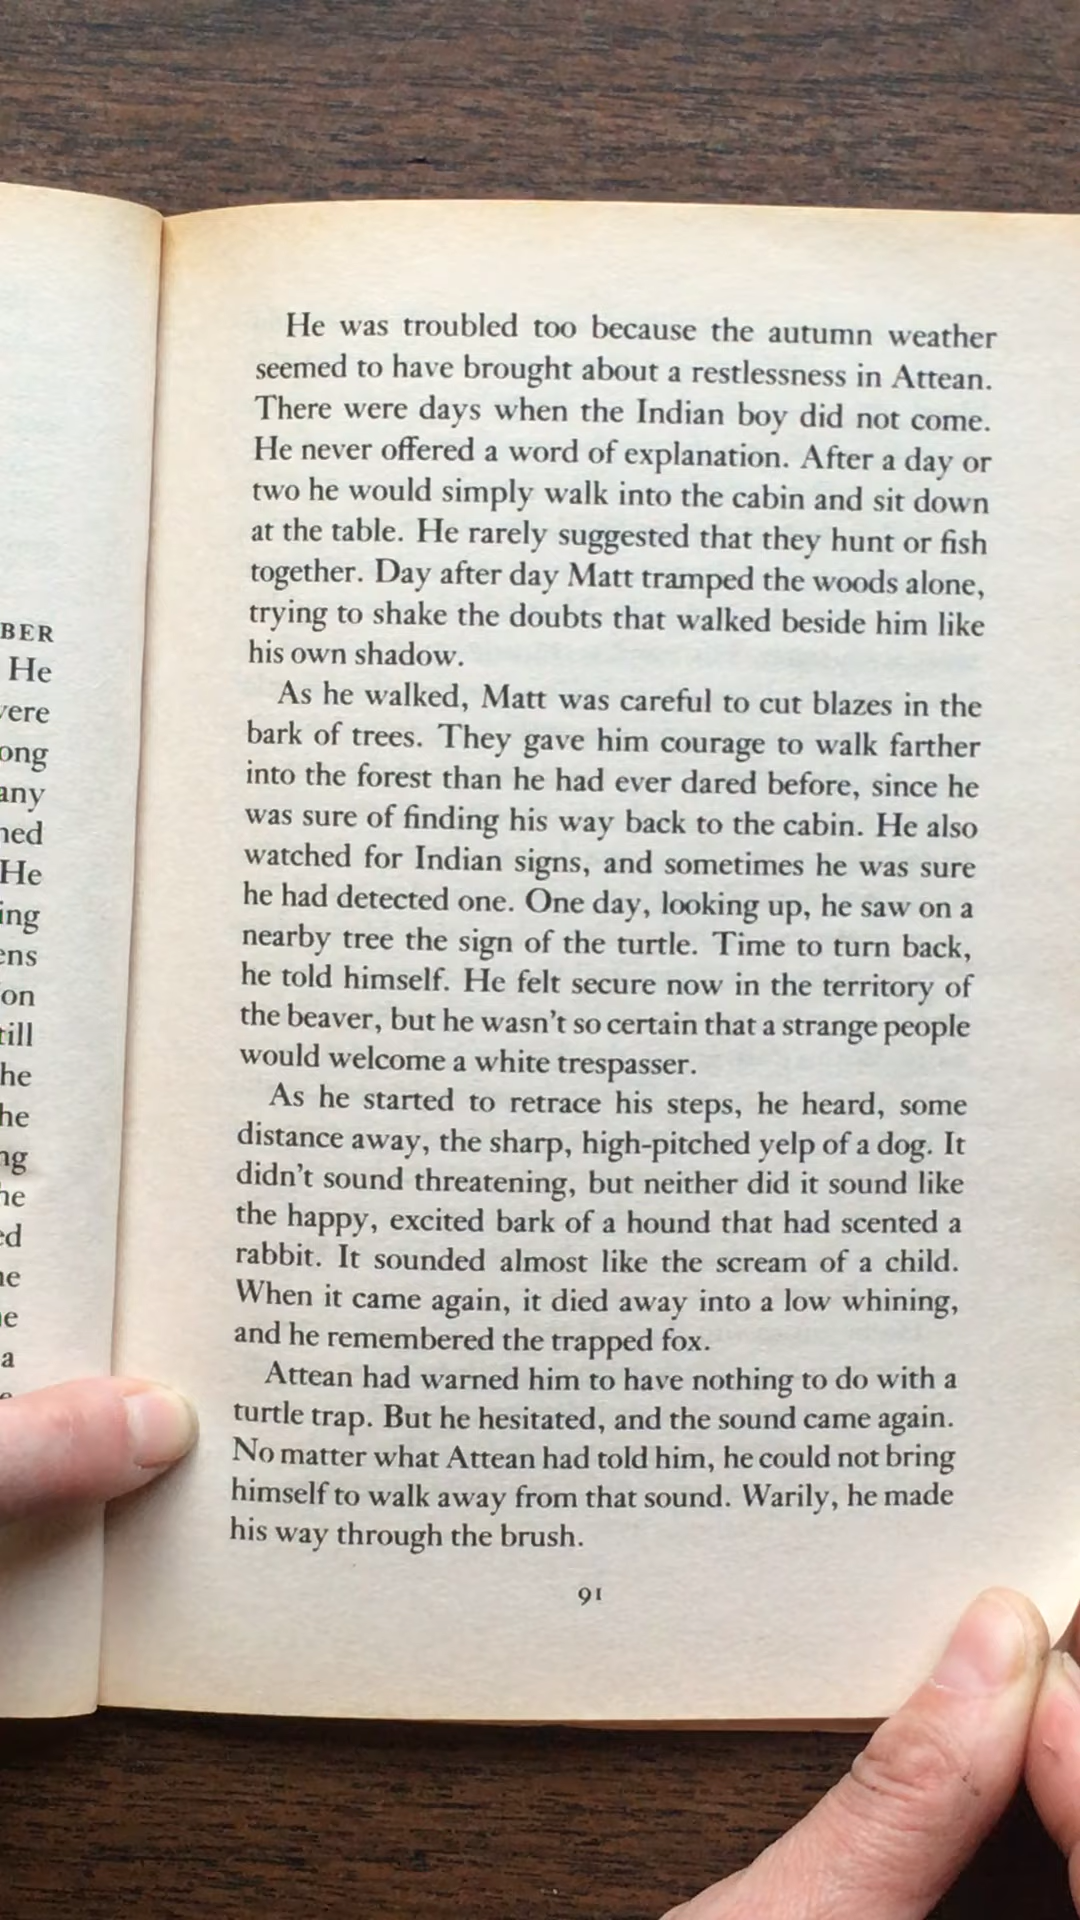 BER
He
He
on
a
He was troubled too because the autumn weather
seemed to have brought about a restlessness in Attean.
There were days when the Indian boy did not come.
He never offered a word of explanation. After a day or
two he would simply walk into the cabin and sit down
at the table. He rarely suggested that they hunt or fish
together. Day after day Matt tramped the woods alone,
trying to shake the doubts that walked beside him like
his own shadow.
As he walked, Matt was careful to cut blazes in the
bark of trees. They gave him courage to walk farther
into the forest than he had ever dared before, since he
was sure of finding his way back to the cabin. He also
watched for Indian signs, and sometimes he was sure
he had detected one. One day, looking up, he saw on a
nearby tree the sign of the turtle. Time to turn back,
he told himself. He felt secure now in the territory of
the beaver, but he wasn't so certain that a strange people
would welcome a white trespasser.
As he started to retrace his steps, he heard, some
distance away, the sharp, high-pitched yelp of a dog. It
didn't sound threatening, but neither did it sound like
the happy, excited bark of a hound that had scented a
rabbit. It sounded almost like the scream of a child.
When it came again, it died away into a low whining,
and he remembered the trapped fox.
Attean had warned him to have nothing to do with a
turtle trap. But he hesitated, and the sound came again.
No matter what Attean had told him, he could not bring
himself to walk away from that sound. Warily, he made
his way through the brush.
91